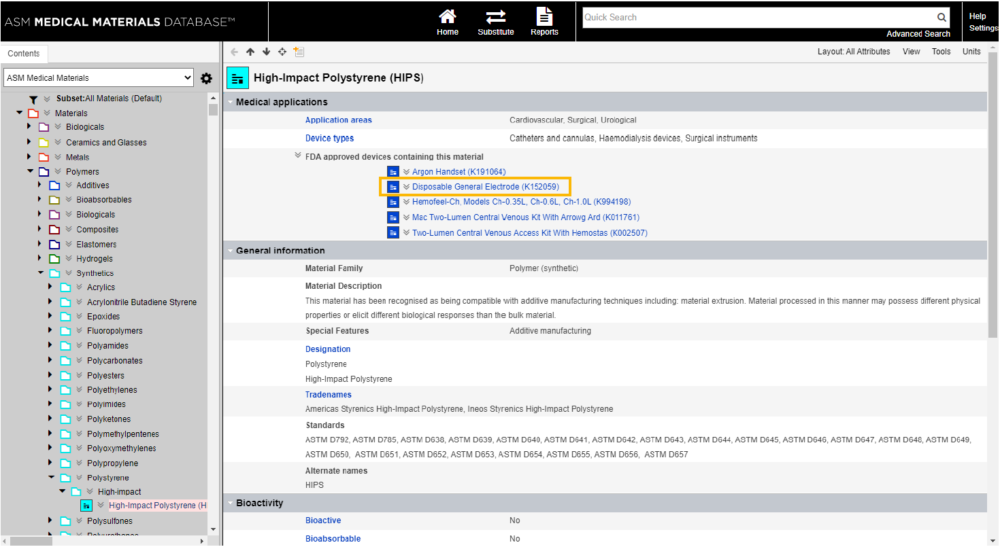 ASM MEDICAL MATERIALS DATABASE™
Home
Substitute
Reports
Quick Search
Advanced Search
Help
Settings
Contents
ASM Medical Materials
Subset:All Materials (Default)
Materials
Biologicals
Ceramics and Glasses
Metals
Polymers
Additives
Bioabsorbables
Biologicals
Composites
Elastomers
Hydrogels
Synthetics
Acrylics
Acrylonitrile Butadiene Styrene
Epoxides
Fluoropolymers
Polyamides
Polycarbonates
Polyesters
Polyethylenes
Polyimides
Polyketones
Polymethylpentenes
Polyoxymethylenes
Polypropylene
Polystyrene
High-impact
High-Impact Polystyrene (HI
Polysulfones
Polyurethanes
Layout: All Attributes View Tools Units
High-Impact Polystyrene (HIPS)
Medical applications
Application areas Cardiovascular, Surgical, Urological
Device types Catheters and cannulas, Haemodialysis devices, Surgical instruments
FDA approved devices containing this material
Argon Handset (K191064)
Disposable General Electrode (K152059)
Hemofeel-Ch, Models Ch-0.35L, Ch-0.6L, Ch-1.0L (K994198)
Mac Two-Lumen Central Venous Kit With Arrowg Ard (K011761)
Two-Lumen Central Venous Access Kit With Hemostas (K002507)
General information
Material Family Polymer (synthetic)
Material Description
This material has been recognised as being compatible with additive manufacturing techniques including: material extrusion. Material processed in this manner may possess different physical
properties or elicit different biological responses than the bulk material.
Special Features Additive manufacturing
Designation
Polystyrene
High-Impact Polystyrene
Tradenames
Americas Styrenics High-Impact Polystyrene, Ineos Styrenics High-Impact Polystyrene
Standards
ASTM D792, ASTM D785, ASTM D638, ASTM D639, ASTM D640, ASTM D641, ASTM D642, ASTM D643, ASTM D644, ASTM D645, ASTM D646, ASTM D647, ASTM D648, ASTM D649,
ASTM D650, ASTM D651, ASTM D652, ASTM D653, ASTM D654, ASTM D655, ASTM D656, ASTM D657
Alternate names
HIPS
Bioactivity
Bioactive No
Bioabsorbable No